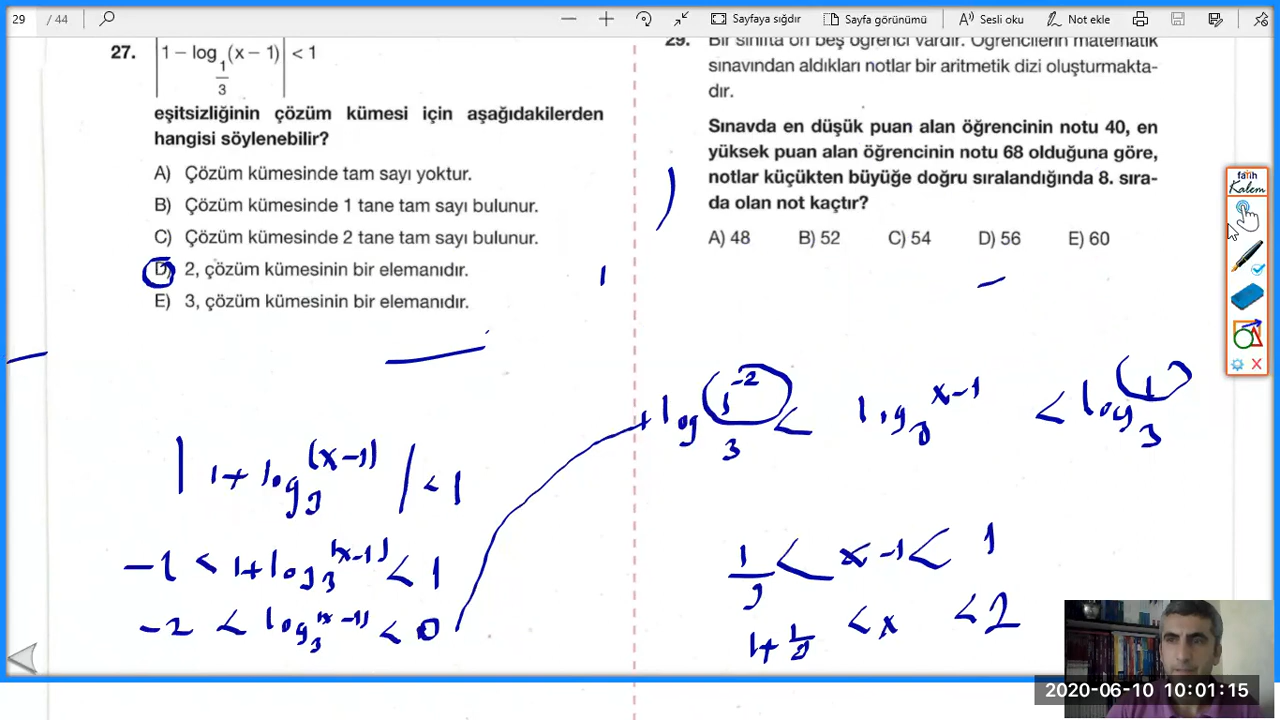 29 / 44
Sayfaya sığdır
Sayfa görünümü
Sesli oku
Not ekle
27. |1 – log 1/3 (x – 1)| < 1
eşitsizliğinin çözüm kümesi için aşağıdakilerden
hangisi söylenebilir?
A) Çözüm kümesinde tam sayı yoktur.
B) Çözüm kümesinde 1 tane tam sayı bulunur.
C) Çözüm kümesinde 2 tane tam sayı bulunur.
D) 2, çözüm kümesinin bir elemanıdır.
E) 3, çözüm kümesinin bir elemanıdır.
| 1 + log3 (x – 1) | < 1
-1 < 1 + log3 (x-1) < 1
-2 < log3 (x-1) < 0
29. Bir sınıfta on beş öğrenci vardır. Öğrencilerin matematik
sınavından aldıkları notlar bir aritmetik dizi oluşturmakta-
dır.
Sınavda en düşük puan alan öğrencinin notu 40, en
yüksek puan alan öğrencinin notu 68 olduğuna göre,
notlar küçükten büyüğe doğru sıralandığında 8. sıra-
da olan not kaçtır?
A) 48 B) 52 C) 54 D) 56 E) 60
log3 < log3 x-1 < log3 (1)
1/9 < x-1 < 1
1+1/9 < x < 2
fatih
Kalem
2020-06-10 10:01:15